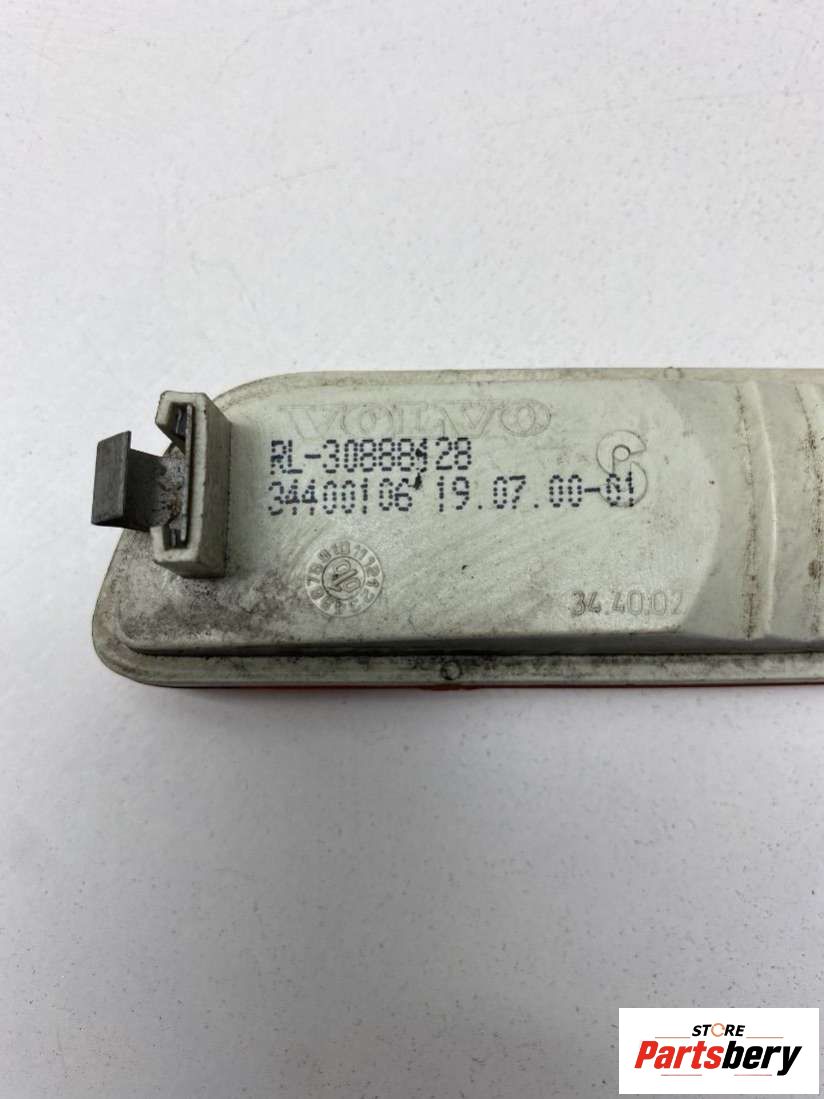 VOLVO
RL-30888128
34400106 19.07.00-01
34.40.02
STORE
Partsbery